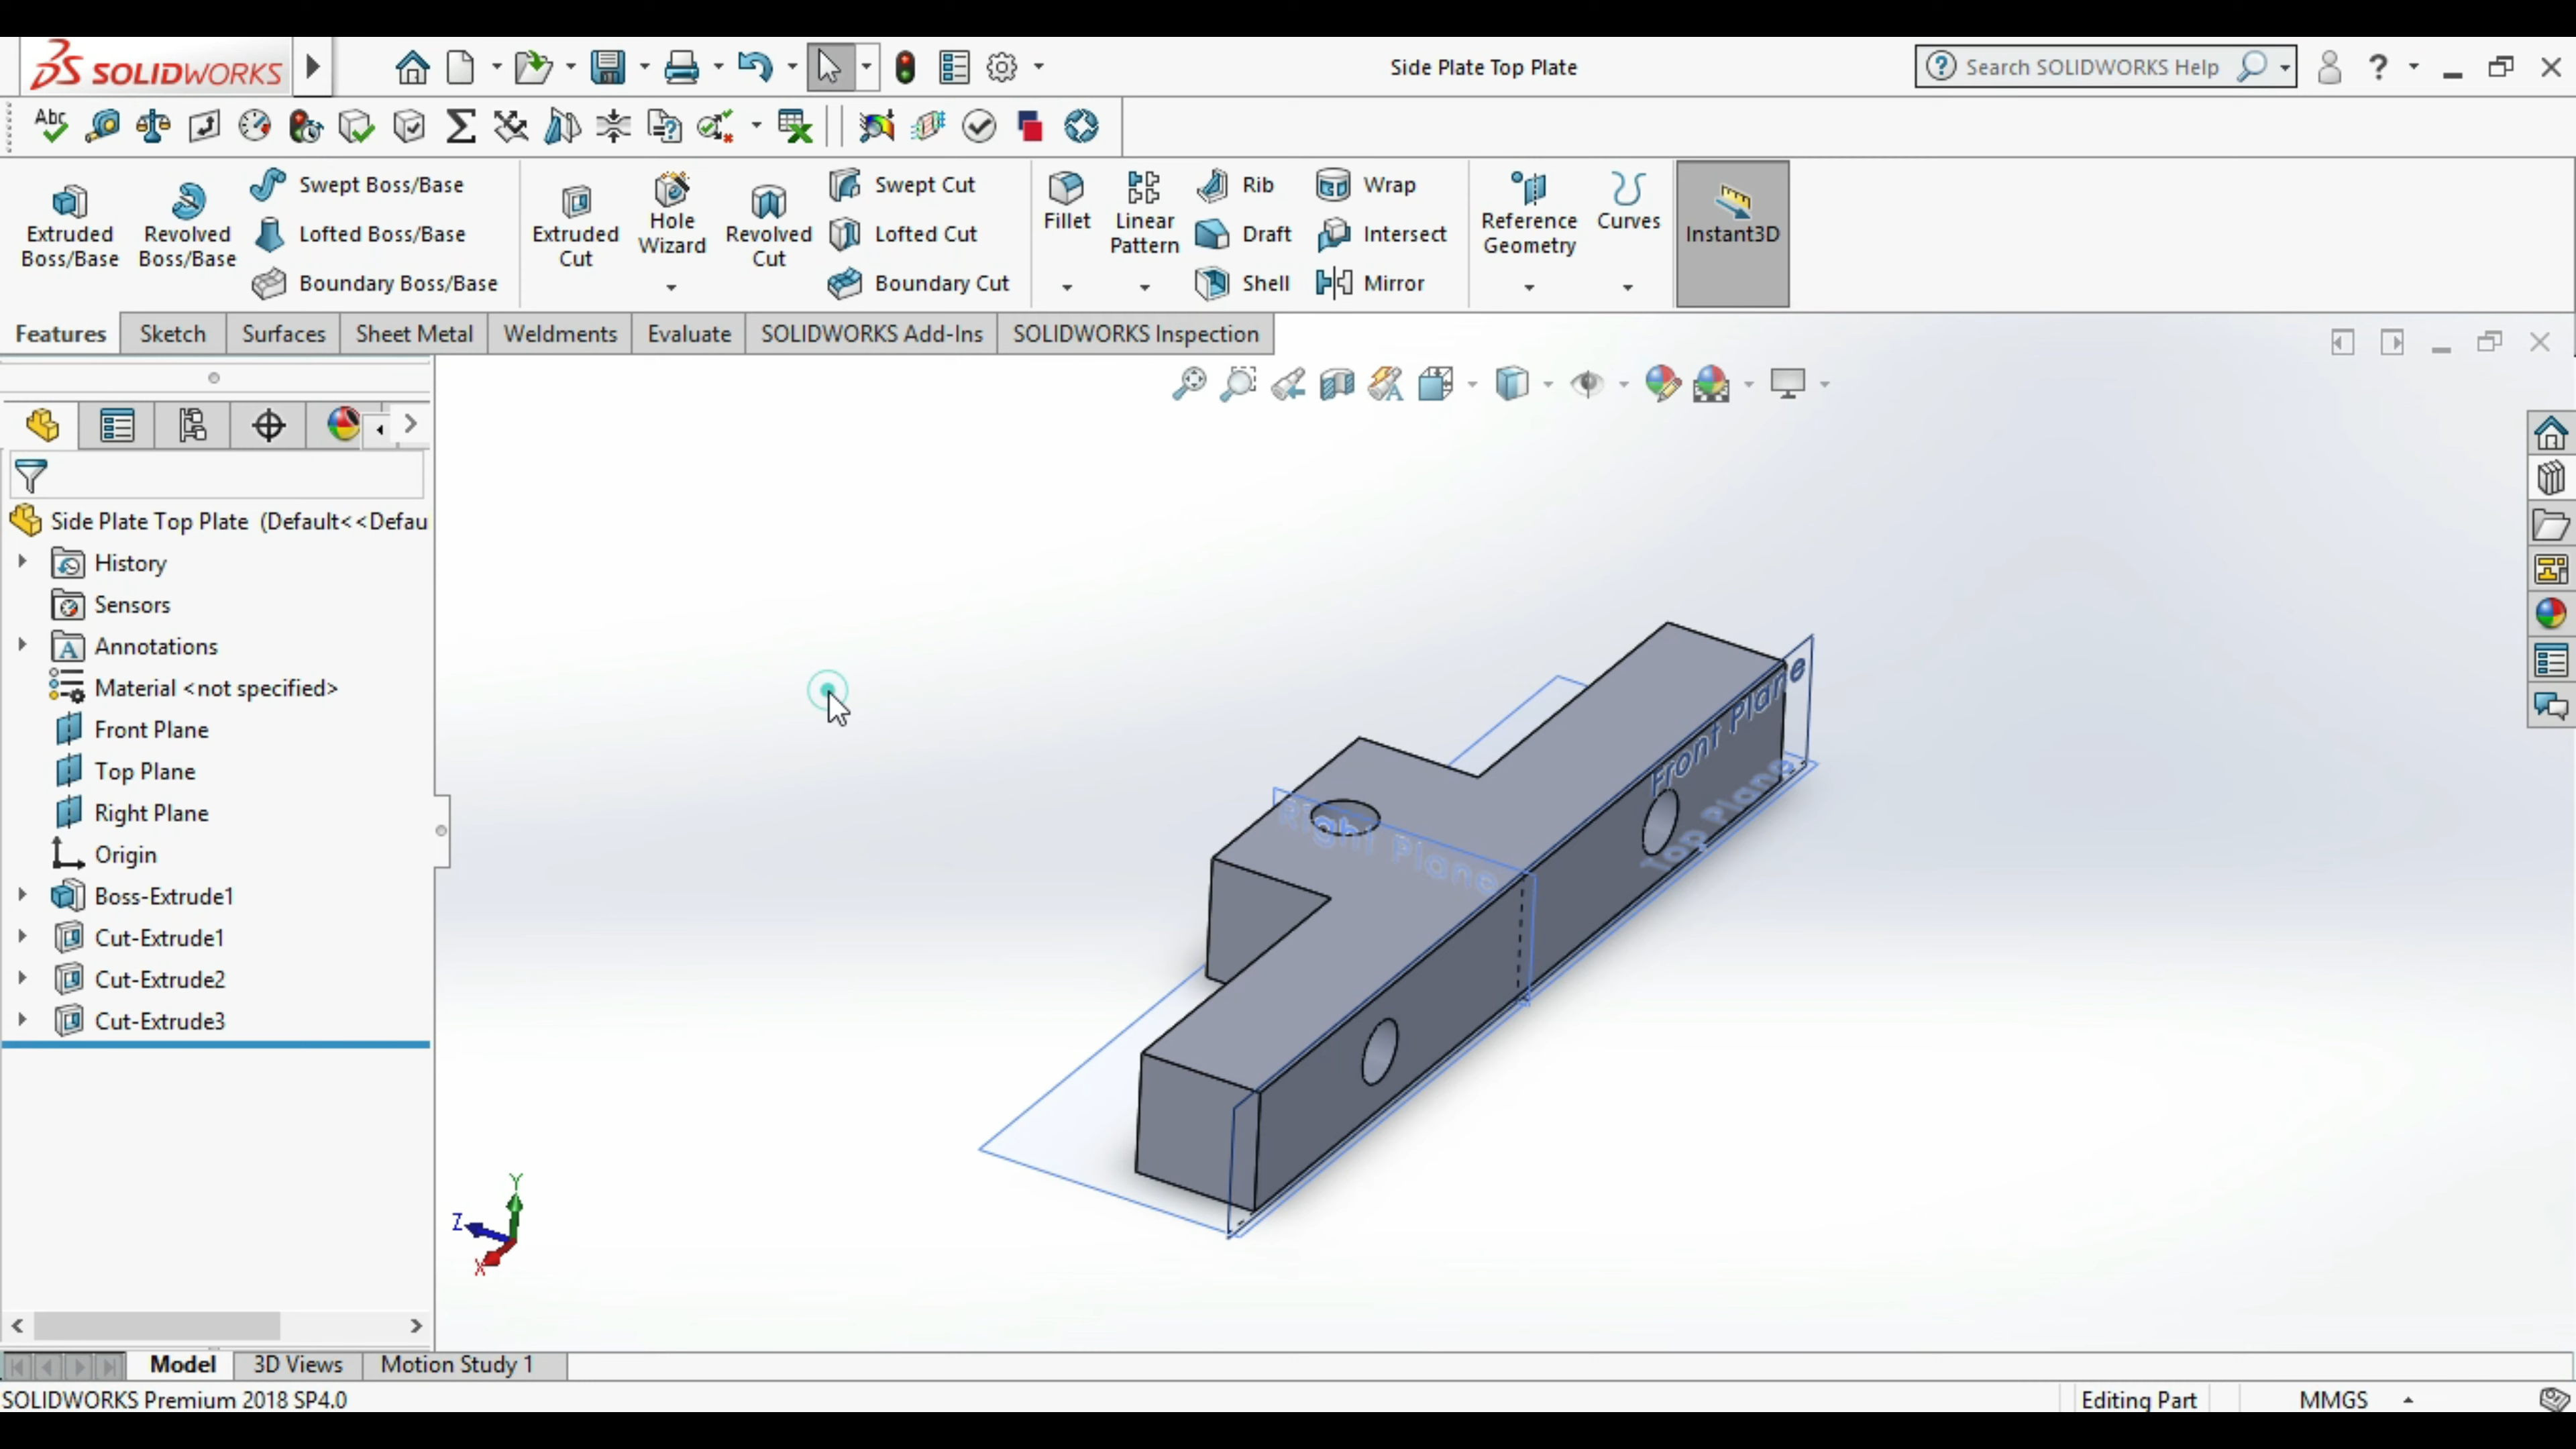 SOLIDWORKS
Side Plate Top Plate
Search SOLIDWORKS Help
Abc
Extruded Boss/Base
Revolved Boss/Base
Swept Boss/Base
Lofted Boss/Base
Boundary Boss/Base
Extruded Cut
Hole Wizard
Revolved Cut
Swept Cut
Lofted Cut
Boundary Cut
Fillet
Linear Pattern
Rib
Draft
Shell
Wrap
Intersect
Mirror
Reference Geometry
Curves
Instant3D
Features
Sketch
Surfaces
Sheet Metal
Weldments
Evaluate
SOLIDWORKS Add-Ins
SOLIDWORKS Inspection
Side Plate Top Plate (Default<<Defau
History
Sensors
Annotations
Material <not specified>
Front Plane
Top Plane
Right Plane
Origin
Boss-Extrude1
Cut-Extrude1
Cut-Extrude2
Cut-Extrude3
Front Plane
Top Plane
Right Plane
Y
Z
X
Model
3D Views
Motion Study 1
SOLIDWORKS Premium 2018 SP4.0
Editing Part
MMGS